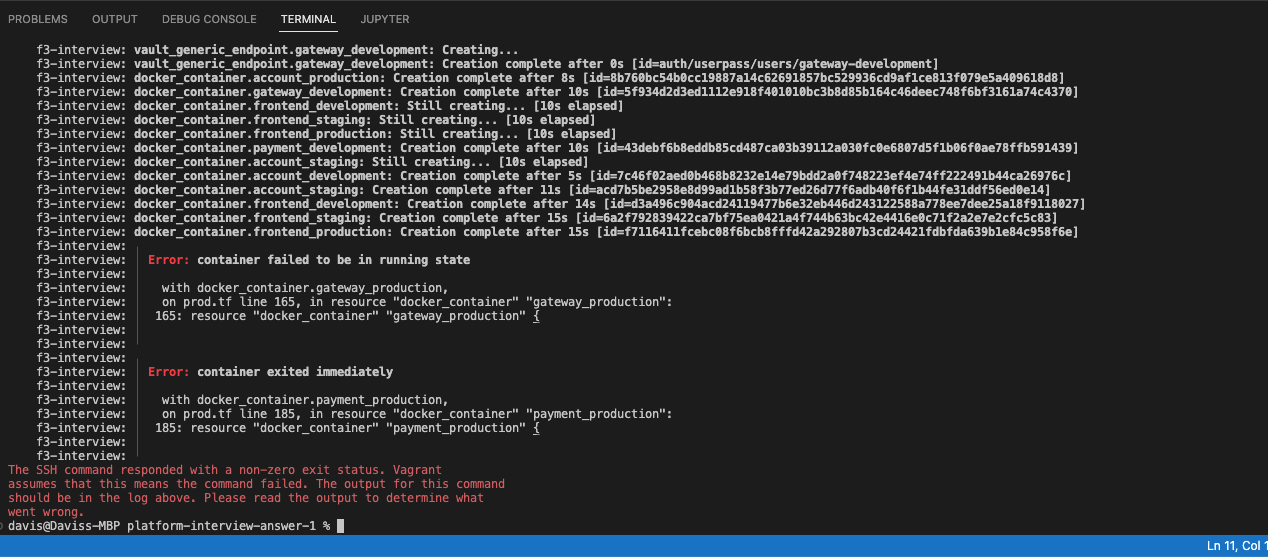 PROBLEMS OUTPUT DEBUG CONSOLE TERMINAL JUPYTER
f3-interview: vault_generic_endpoint.gateway_development: Creating...
f3-interview: vault_generic_endpoint.gateway_development: Creation complete after 0s [id=auth/userpass/users/gateway-development]
f3-interview: docker_container.account_production: Creation complete after 8s [id=8b760bc54b0cc19887a14c62691857bc529936cd9af1ce813f079e5a409618d8]
f3-interview: docker_container.gateway_development: Creation complete after 10s [id=5f934d2d3ed1112e918f401010bc3b8d85b164c46deec748f6bf3161a74c4370]
f3-interview: docker_container.frontend_development: Still creating... [10s elapsed]
f3-interview: docker_container.frontend_staging: Still creating... [10s elapsed]
f3-interview: docker_container.frontend_production: Still creating... [10s elapsed]
f3-interview: docker_container.payment_development: Creation complete after 10s [id=43debf6b8eddb85cd487ca03b39112a030fc0e6807d5f1b06f0ae78ffb591439]
f3-interview: docker_container.account_staging: Still creating... [10s elapsed]
f3-interview: docker_container.account_development: Creation complete after 5s [id=7c46f02aed0b468b8232e14e79bdd2a0f748223ef4e74ff222491b44ca26976c]
f3-interview: docker_container.account_staging: Creation complete after 11s [id=acd7b5be2958e8d99ad1b58f3b77ed26d77f6adb40f6f1b44fe31ddf56ed0e14]
f3-interview: docker_container.frontend_development: Creation complete after 14s [id=d3a496c904acd24119477b6e32eb446d243122588a778ee7dee25a18f9118027]
f3-interview: docker_container.frontend_staging: Creation complete after 15s [id=6a2f792839422ca7bf75ea0421a4f744b63bc42e4416e0c71f2a2e7e2cfc5c83]
f3-interview: docker_container.frontend_production: Creation complete after 15s [id=f7116411fcebc08f6bcb8fffd42a292807b3cd24421fdbfda639b1e84c958f6e]
f3-interview:
f3-interview: Error: container failed to be in running state
f3-interview:
f3-interview: with docker_container.gateway_production,
f3-interview: on prod.tf line 165, in resource "docker_container" "gateway_production":
f3-interview: 165: resource "docker_container" "gateway_production" {
f3-interview:
f3-interview:
f3-interview:
f3-interview: Error: container exited immediately
f3-interview:
f3-interview: with docker_container.payment_production,
f3-interview: on prod.tf line 185, in resource "docker_container" "payment_production":
f3-interview: 185: resource "docker_container" "payment_production" {
f3-interview:
f3-interview:
The SSH command responded with a non-zero exit status. Vagrant
assumes that this means the command failed. The output for this command
should be in the log above. Please read the output to determine what
went wrong.
davis@Daviss-MBP platform-interview-answer-1 %
Ln 11, Col 1